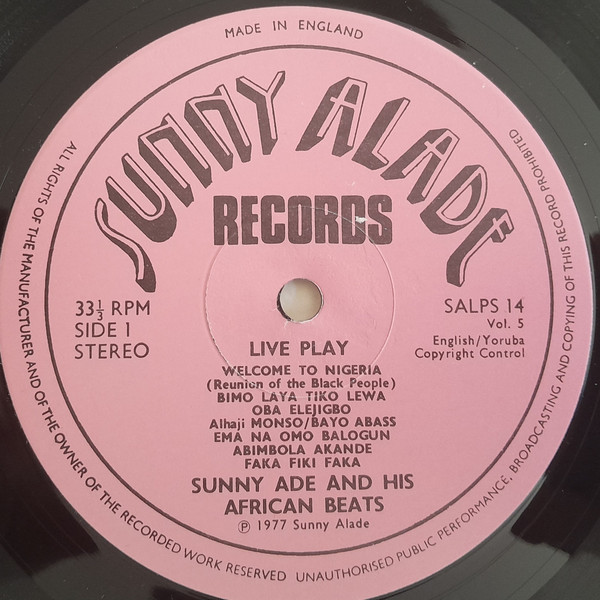 MADE IN ENGLAND
SUNNY ALADE
RECORDS
33⅓ RPM
SIDE 1
STEREO
SALPS 14
Vol. 5
English/Yoruba
Copyright Control
LIVE PLAY
WELCOME TO NIGERIA
(Reunion of the Black People)
BIMO LAYA TIKO LEWA
OBA ELEJIGBO
Alhaji MONSO/BAYO ABASS
EMA NA OMO BALOGUN
ABIMBOLA AKANDE
FAKA FIKI FAKA
SUNNY ADE AND HIS
AFRICAN BEATS
℗ 1977 Sunny Alade
ALL RIGHTS OF THE MANUFACTURER AND OF THE OWNER OF THE RECORDED WORK RESERVED UNAUTHORISED PUBLIC PERFORMANCE, BROADCASTING AND COPYING OF THIS RECORD PROHIBITED